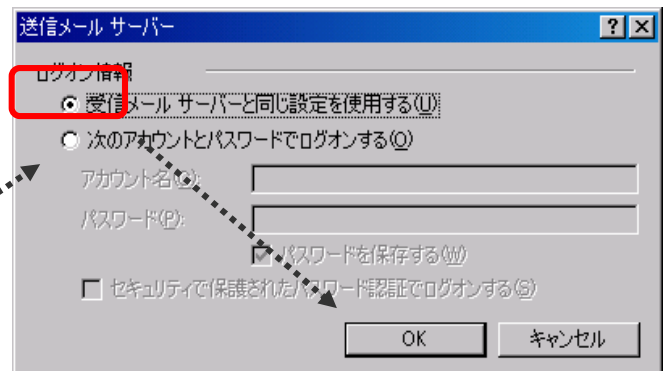 送信メール サーバー
ログオン情報
受信メール サーバーと同じ設定を使用する(U)
次のアカウントとパスワードでログオンする(O)
アカウント名(C):
パスワード(P):
パスワードを保存する(W)
セキュリティで保護されたパスワード認証でログオンする(S)
OK キャンセル